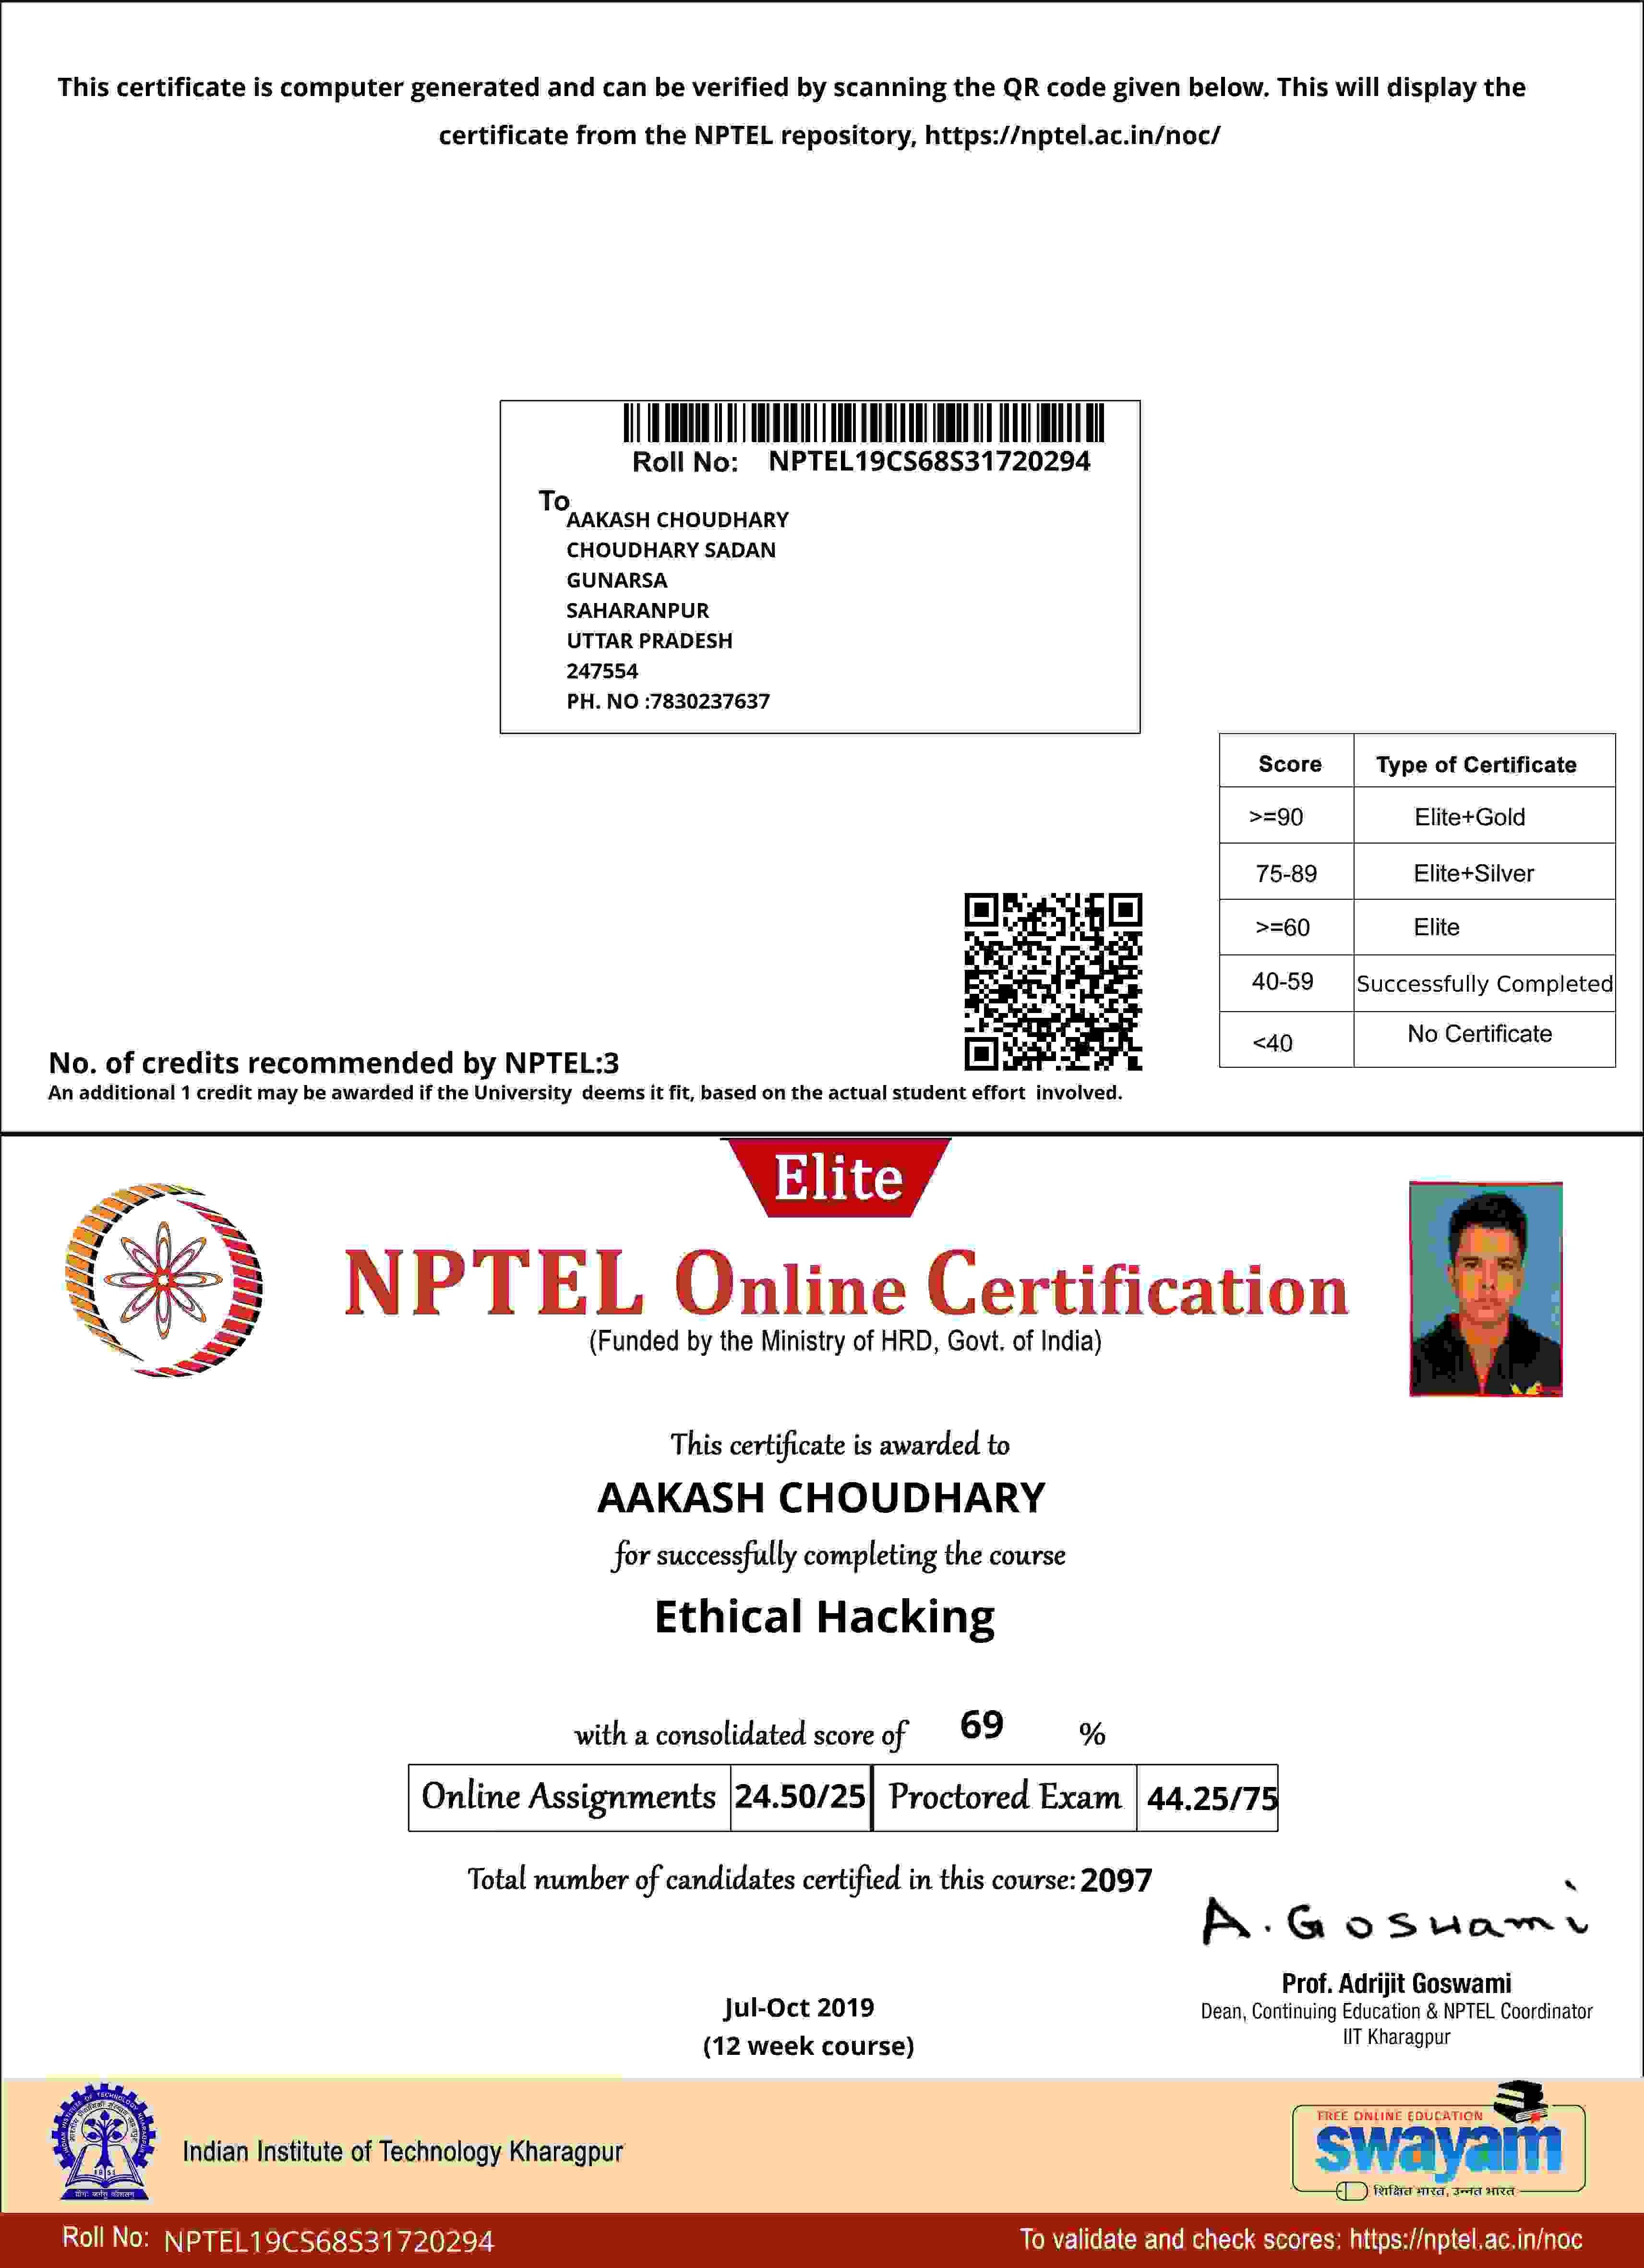 This certificate is computer generated and can be verified by scanning the QR code given below. This will display the
certificate from the NPTEL repository, https://nptel.ac.in/noc/
Roll No: NPTEL19CS68S31720294
To
AAKASH CHOUDHARY
CHOUDHARY SADAN
GUNARSA
SAHARANPUR
UTTAR PRADESH
247554
PH. NO :7830237637
Score Type of Certificate
>=90 Elite+Gold
75-89 Elite+Silver
>=60 Elite
40-59 Successfully Completed
<40 No Certificate
No. of credits recommended by NPTEL:3
An additional 1 credit may be awarded if the University deems it fit, based on the actual student effort involved.
Elite
NPTEL Online Certification
(Funded by the Ministry of HRD, Govt. of India)
This certificate is awarded to
AAKASH CHOUDHARY
for successfully completing the course
Ethical Hacking
with a consolidated score of 69 %
Online Assignments 24.50/25 Proctored Exam 44.25/75
Total number of candidates certified in this course: 2097
A. Goswami
Prof. Adrijit Goswami
Dean, Continuing Education & NPTEL Coordinator
IIT Kharagpur
Jul-Oct 2019
(12 week course)
INDIAN INSTITUTE OF TECHNOLOGY KHARAGPUR
1951
योगः कर्मसु कौशलम्
Indian Institute of Technology Kharagpur
FREE ONLINE EDUCATION
swayam
शिक्षित भारत, उन्नत भारत
Roll No: NPTEL19CS68S31720294
To validate and check scores: https://nptel.ac.in/noc